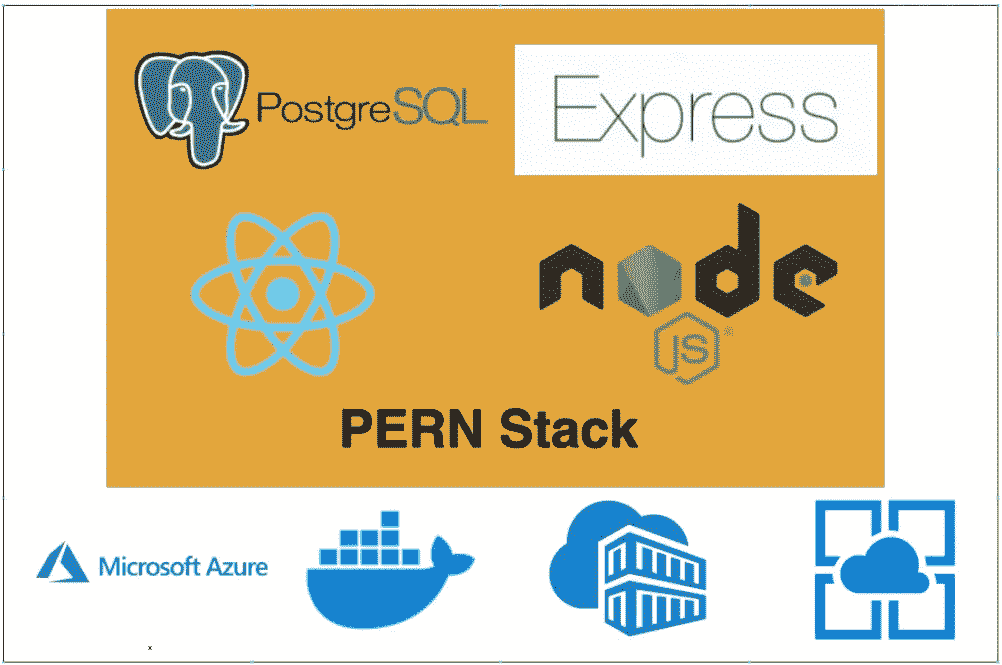 PostgreSQL
Express
node
JS
PERN Stack
Microsoft Azure
x